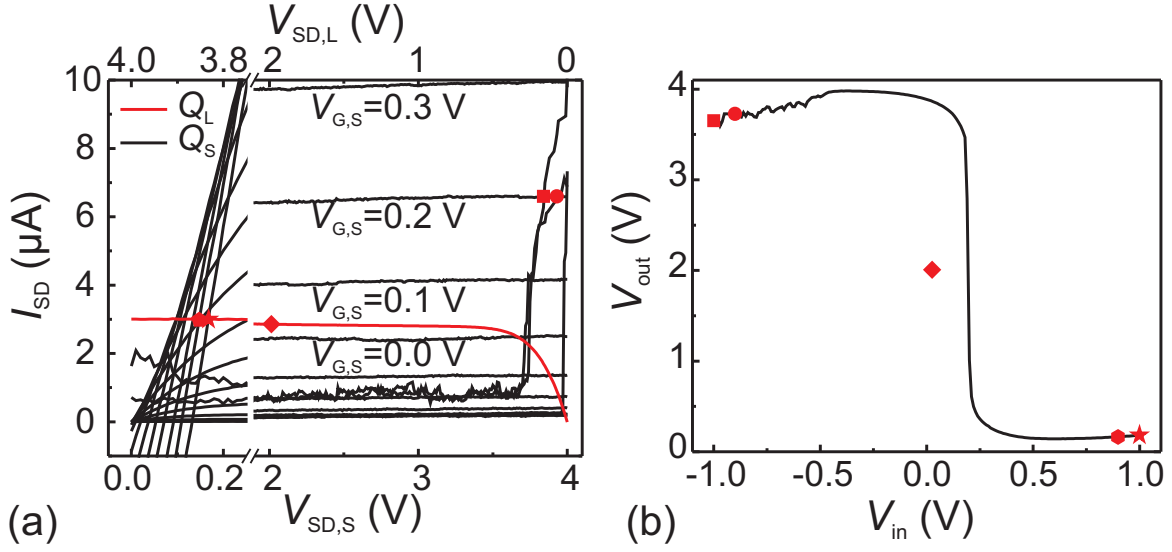 V_SD,L (V)
4.0 3.8 2 1 0
10
8
6
4
2
0
I_SD (µA)
Q_L
Q_S
V_G,S=0.3 V
V_G,S=0.2 V
V_G,S=0.1 V
V_G,S=0.0 V
0.0 0.2 2 3 4
V_SD,S (V)
(a)
4
3
2
1
0
V_out (V)
-1.0 -0.5 0.0 0.5 1.0
V_in (V)
(b)